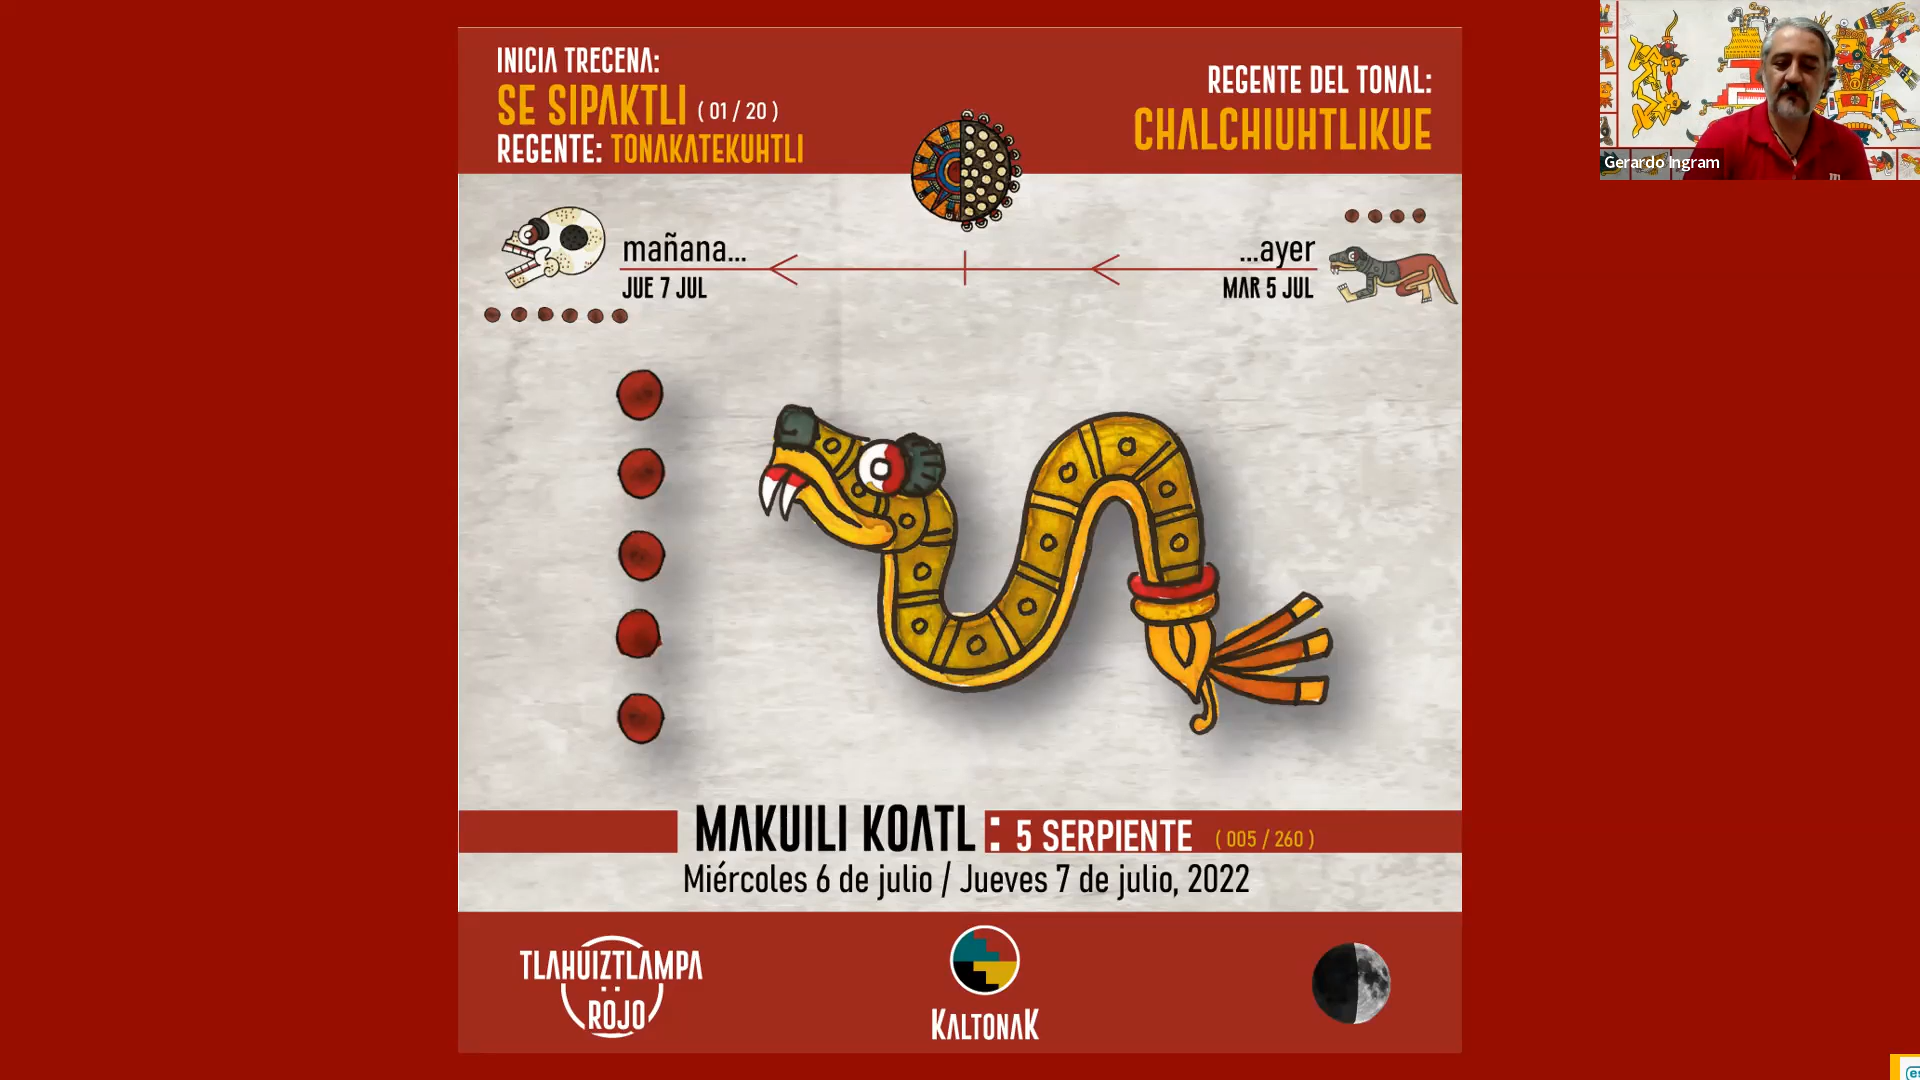 INICIA TRECENA:
SE SIPAKTLI ( 01 / 20 )
REGENTE: TONAKATEKUHTLI
REGENTE DEL TONAL:
CHALCHIUHTLIKUE
mañana...
JUE 7 JUL
...ayer
MAR 5 JUL
MAKUILI KOATL : 5 SERPIENTE ( 005 / 260 )
Miércoles 6 de julio / Jueves 7 de julio, 2022
TLAHUIZTLAMPA
ROJO
KALTONAK
Gerardo Ingram